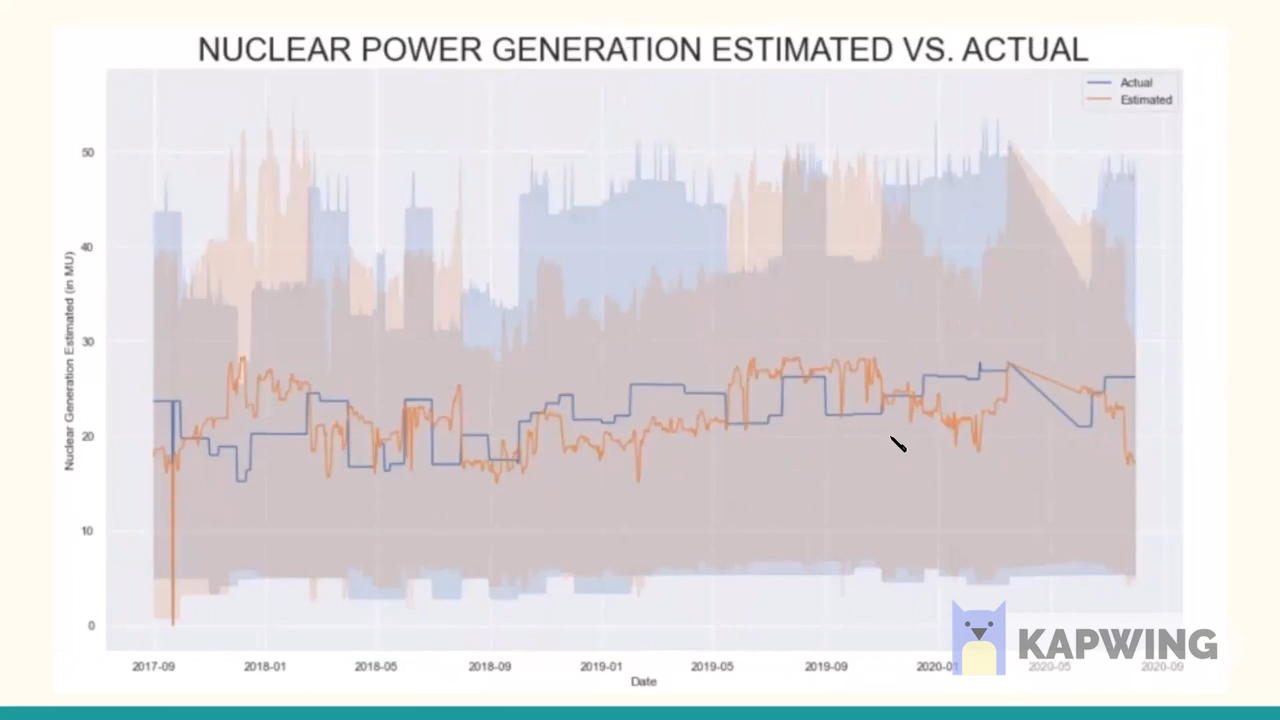 NUCLEAR POWER GENERATION ESTIMATED VS. ACTUAL
Actual
Estimated
50
40
30
20
10
0
Nuclear Generation Estimated (in MU)
2017-09 2018-01 2018-05 2018-09 2019-01 2019-05 2019-09 2020-01 2020-05 2020-09
Date
KAPWING